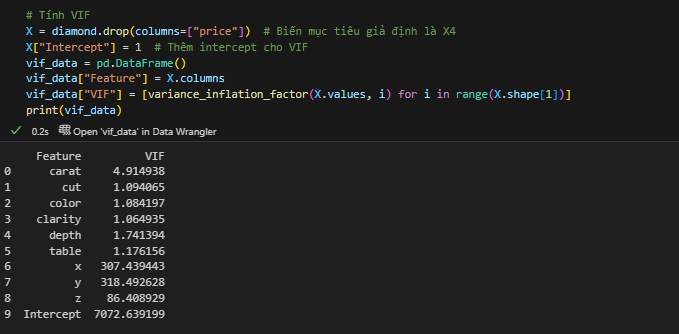 # Tính VIF
X = diamond.drop(columns=["price"])  # Biến mục tiêu giả định là X4
X["Intercept"] = 1  # Thêm intercept cho VIF
vif_data = pd.DataFrame()
vif_data["Feature"] = X.columns
vif_data["VIF"] = [variance_inflation_factor(X.values, i) for i in range(X.shape[1])]
print(vif_data)
0.2s Open 'vif_data' in Data Wrangler
Feature VIF
0 carat 4.914938
1 cut 1.094065
2 color 1.084197
3 clarity 1.064935
4 depth 1.741394
5 table 1.176156
6 x 307.439443
7 y 318.492628
8 z 86.408929
9 Intercept 7072.639199